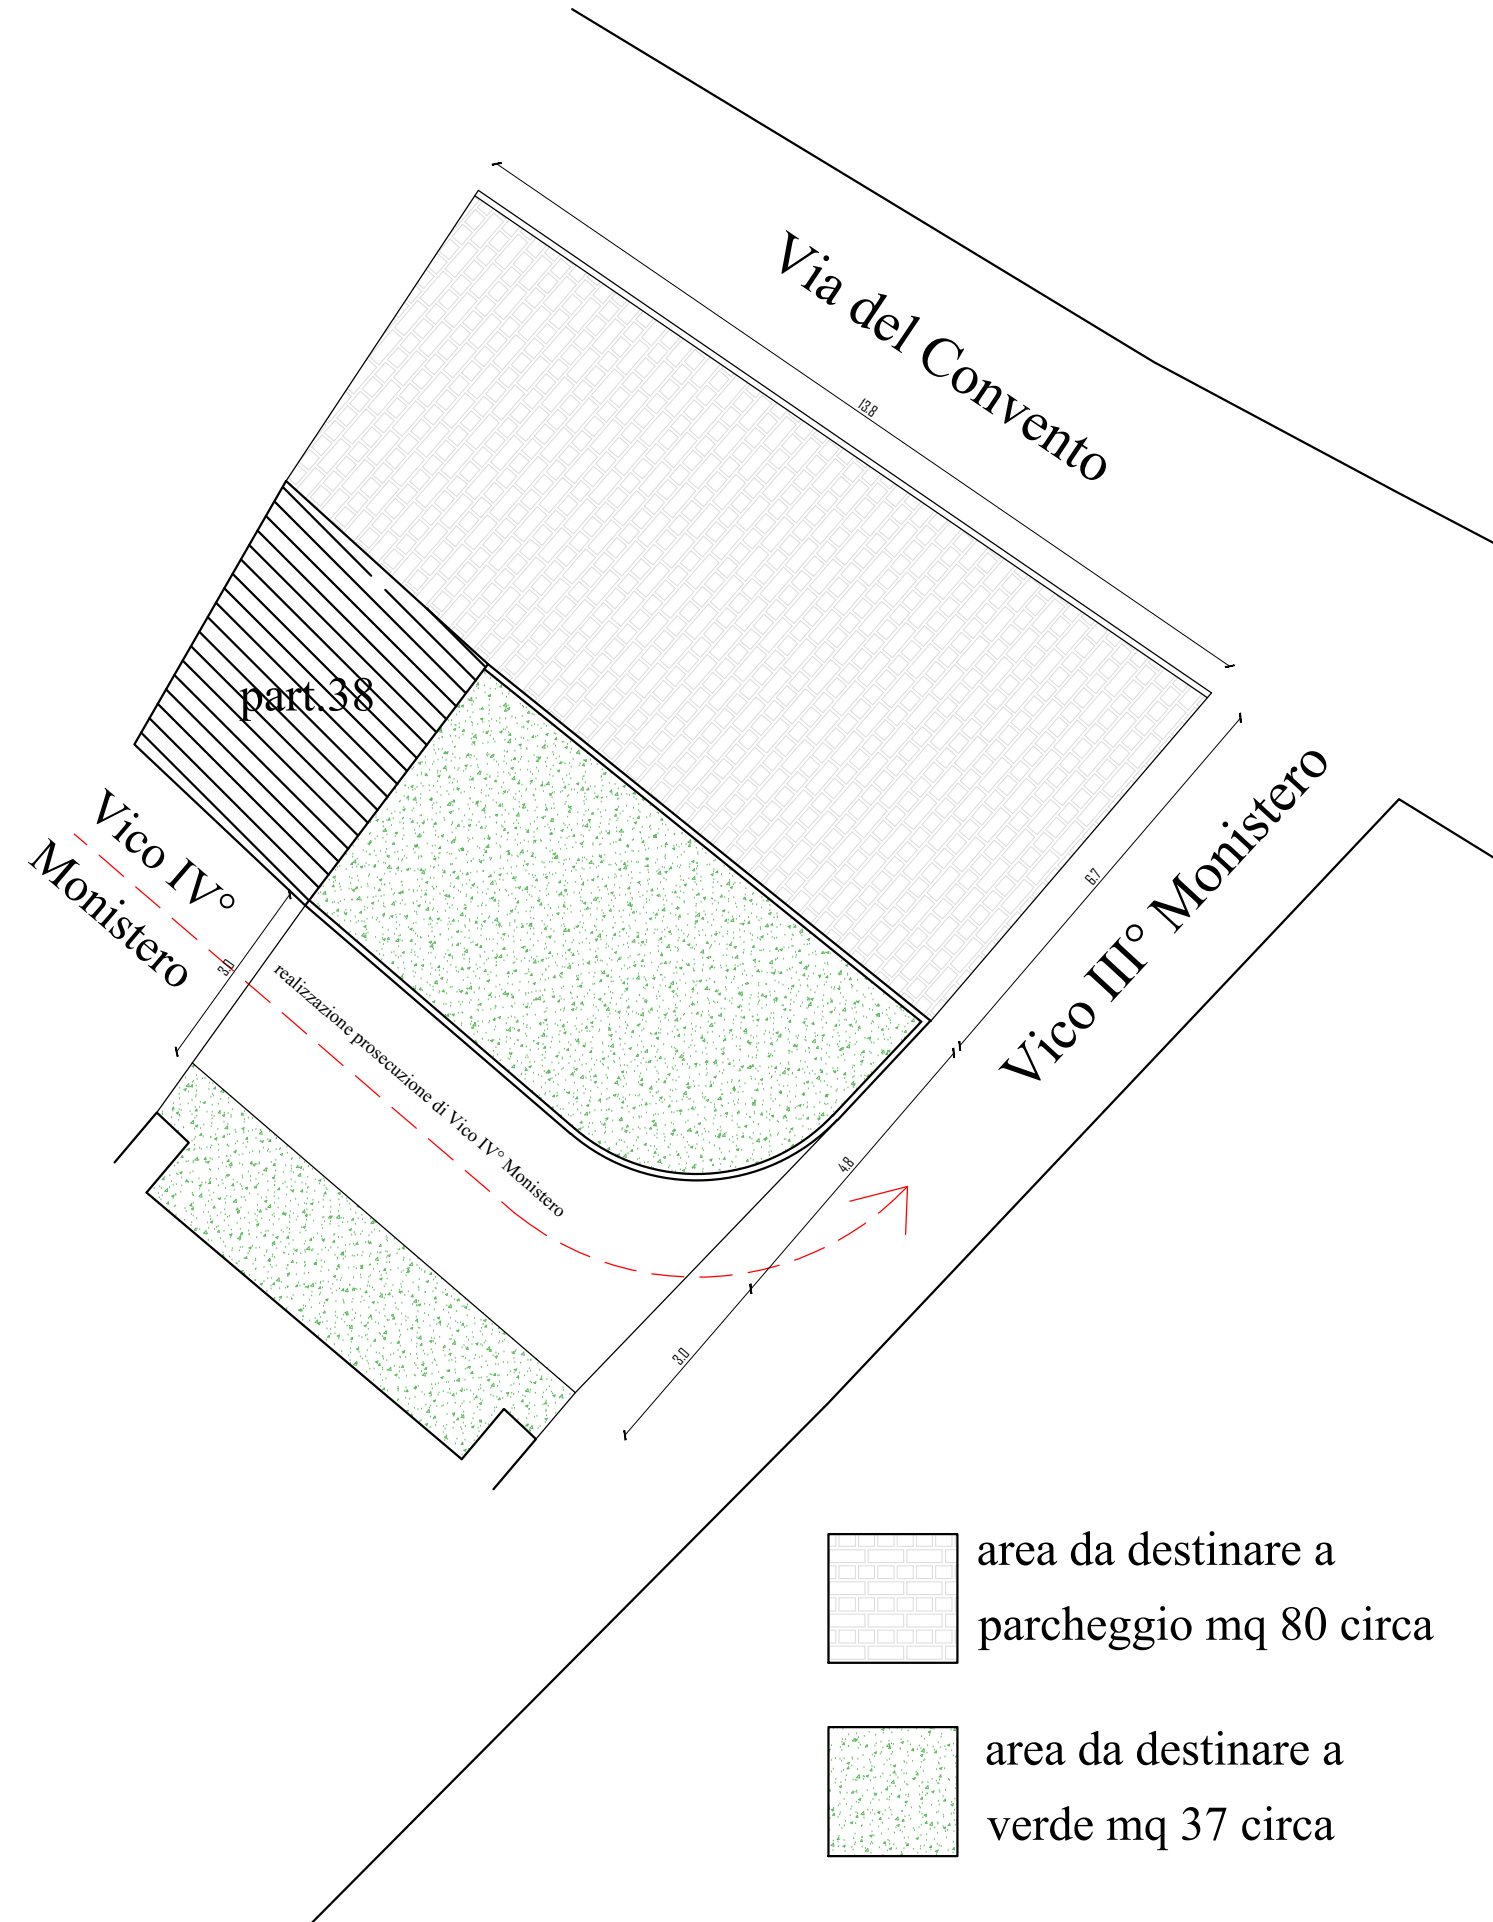 Via del Convento
13.8
part.38
Vico IV°
Monistero
3.0
realizzazione prosecuzione di Vico IV° Monistero
6.7
Vico III° Monistero
4.8
3.0
area da destinare a
parcheggio mq 80 circa
area da destinare a
verde mq 37 circa